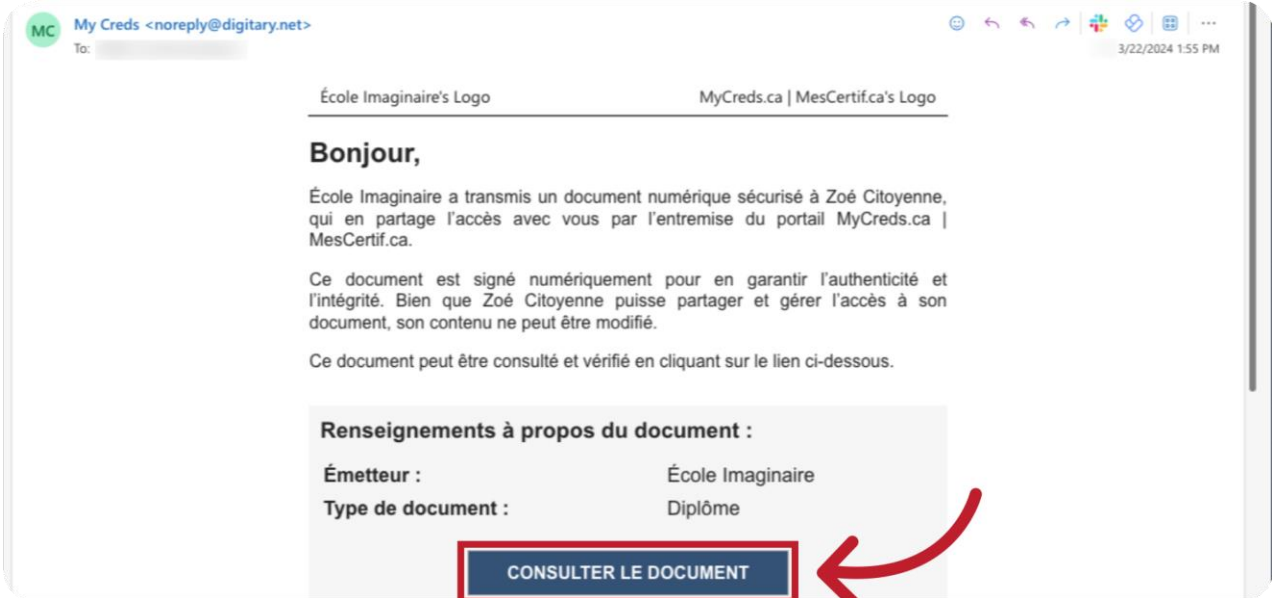 MC
My Creds <noreply@digitary.net>
To:
3/22/2024 1:55 PM
École Imaginaire's Logo
MyCreds.ca | MesCertif.ca's Logo
Bonjour,
École Imaginaire a transmis un document numérique sécurisé à Zoé Citoyenne,
qui en partage l'accès avec vous par l'entremise du portail MyCreds.ca |
MesCertif.ca.
Ce document est signé numériquement pour en garantir l'authenticité et
l'intégrité. Bien que Zoé Citoyenne puisse partager et gérer l'accès à son
document, son contenu ne peut être modifié.
Ce document peut être consulté et vérifié en cliquant sur le lien ci-dessous.
Renseignements à propos du document :
Émetteur : École Imaginaire
Type de document : Diplôme
CONSULTER LE DOCUMENT